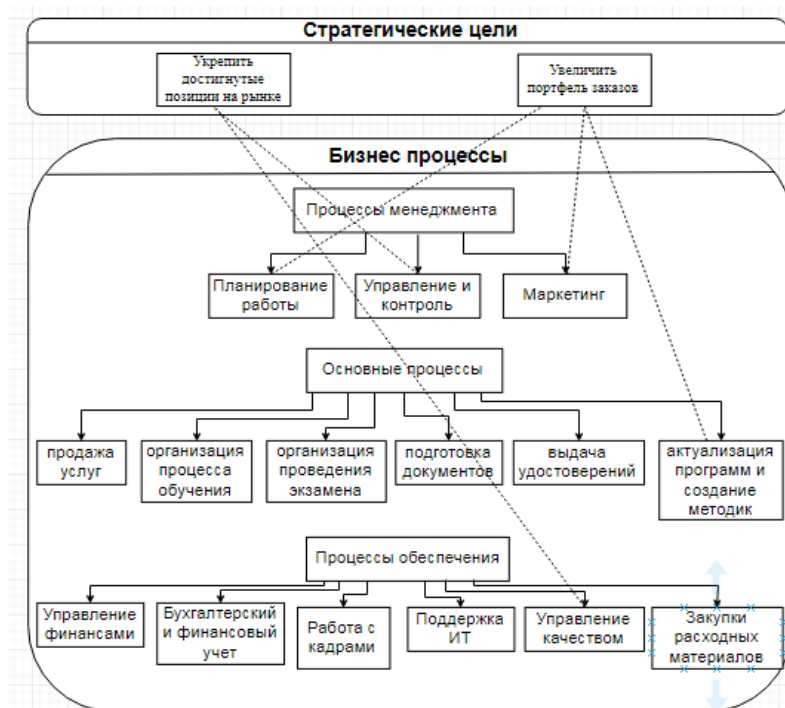 Стратегические цели
Укрепить
достигнутые
позиции на рынке
Увеличить
портфель заказов
Бизнес процессы
Процессы менеджмента
Планирование
работы
Управление и
контроль
Маркетинг
Основные процессы
продажа
услуг
организация
процесса
обучения
организация
проведения
экзамена
подготовка
документов
выдача
удостоверений
актуализация
программ и
создание
методик
Процессы обеспечения
Управление
финансами
Бухгалтерский
и финансовый
учет
Работа с
кадрами
Поддержка
ИТ
Управление
качеством
Закупки
расходных
материалов